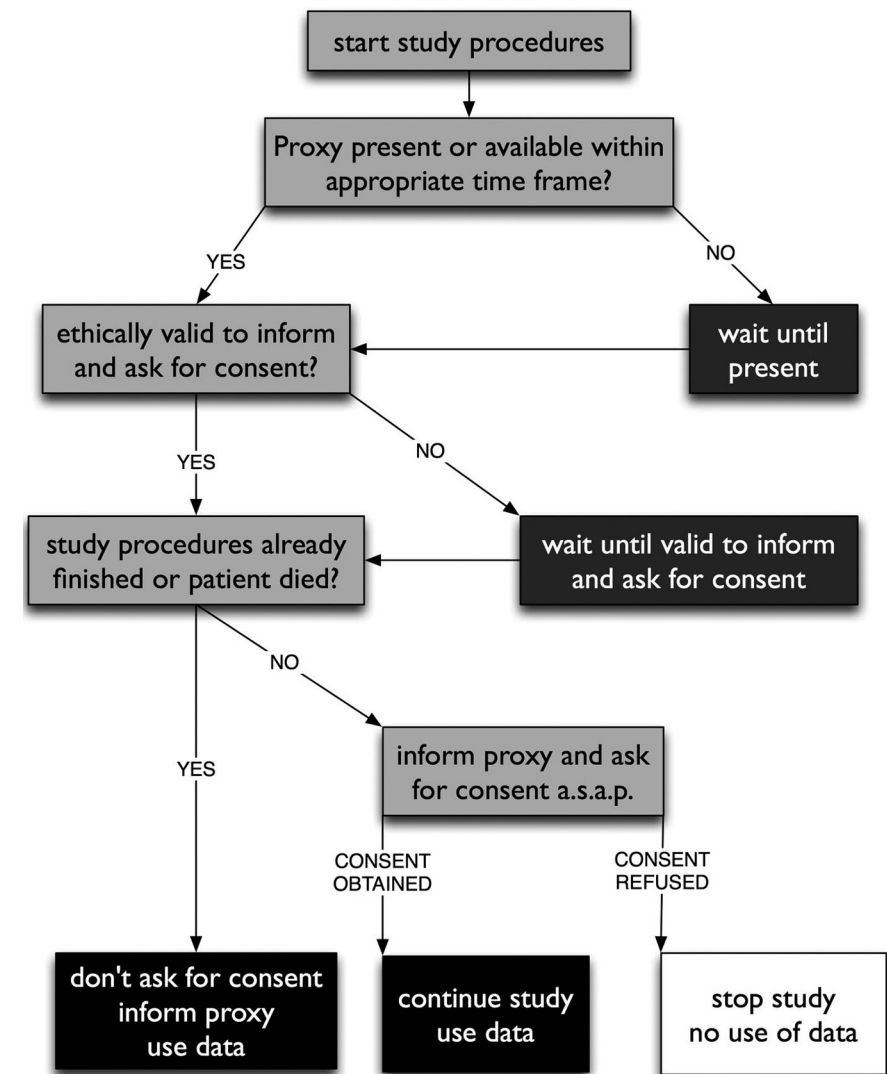 start study procedures
Proxy present or available within
appropriate time frame?
YES
NO
ethically valid to inform
and ask for consent?
wait until
present
YES
NO
study procedures already
finished or patient died?
wait until valid to inform
and ask for consent
NO
YES
inform proxy and ask
for consent a.s.a.p.
CONSENT
OBTAINED
CONSENT
REFUSED
don't ask for consent
inform proxy
use data
continue study
use data
stop study
no use of data